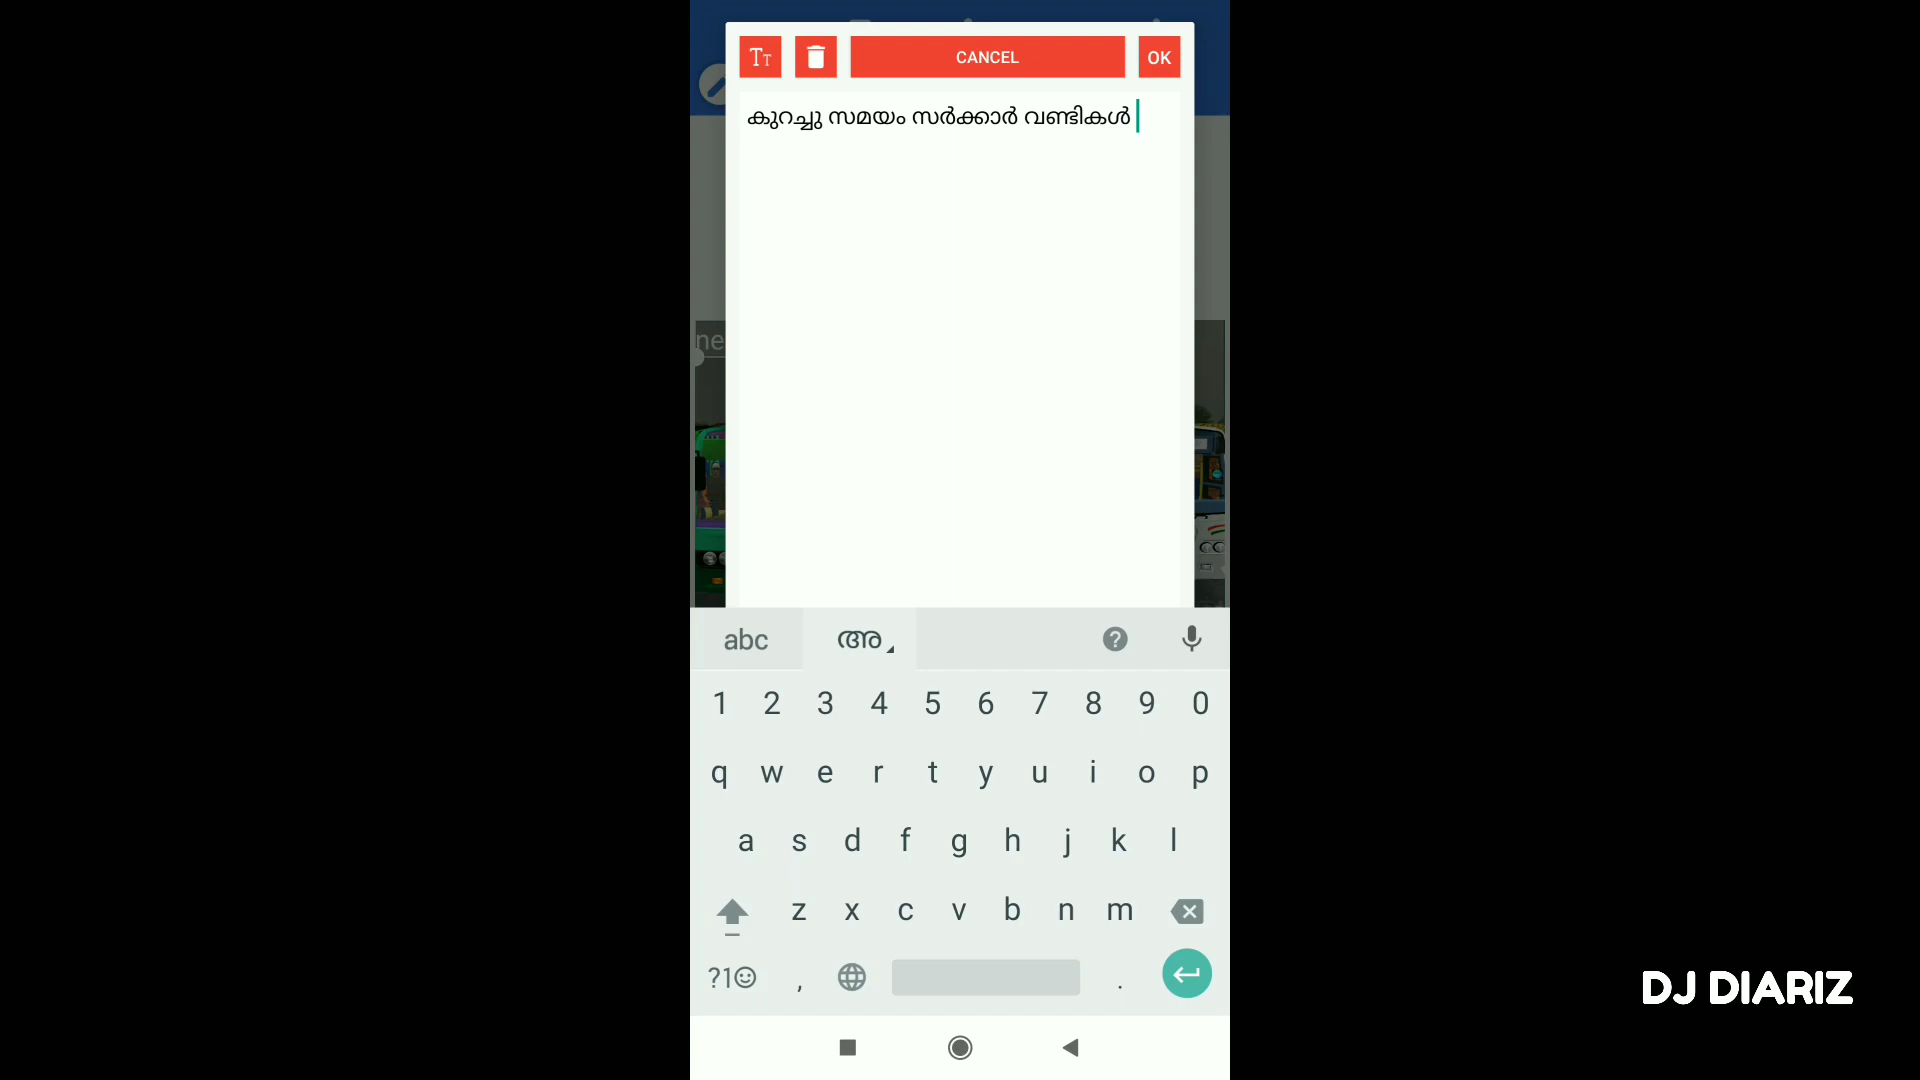 CANCEL
OK
കുറച്ചു സമയം സർക്കാർ വണ്ടികൾ
ne
abc
അ
1 2 3 4 5 6 7 8 9 0
q w e r t y u i o p
a s d f g h j k l
z x c v b n m
?1☺ , .
DJ DIARIZ